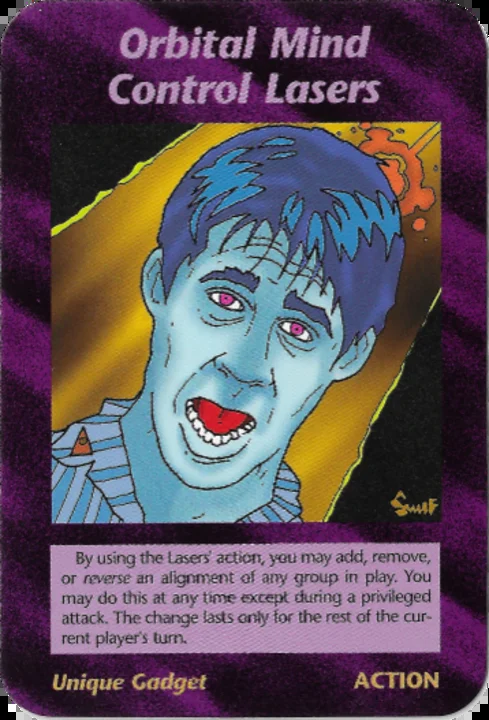 Orbital Mind
Control Lasers
By using the Lasers' action, you may add, remove,
or reverse an alignment of any group in play. You
may do this at any time except during a privileged
attack. The change lasts only for the rest of the cur-
rent player's turn.
Unique Gadget
ACTION